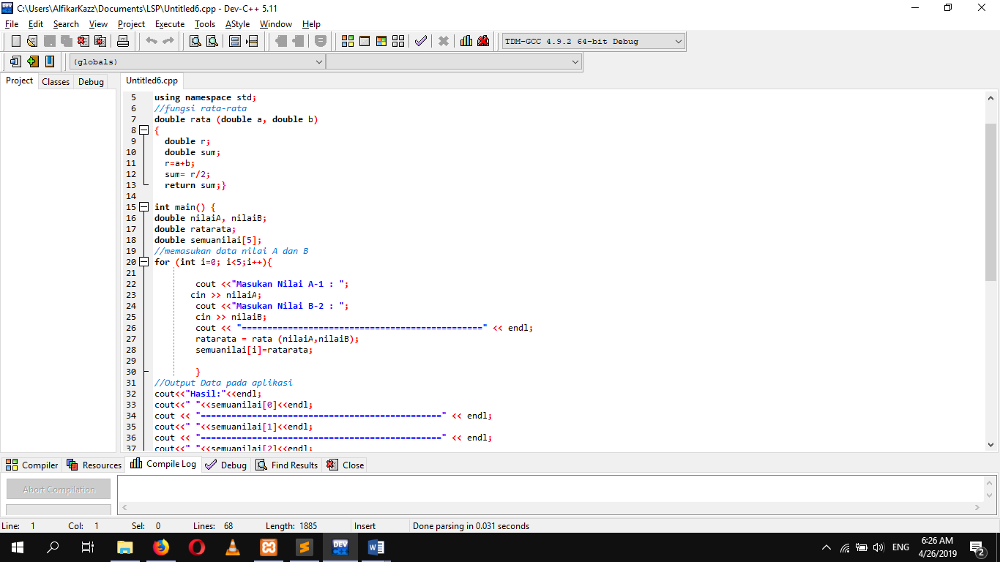 C:\Users\AlfikarKazz\Documents\LSP\Untitled6.cpp - Dev-C++ 5.11
File Edit Search View Project Execute Tools AStyle Window Help
TDM-GCC 4.9.2 64-bit Debug
(globals)
Project Classes Debug Untitled6.cpp
5 using namespace std;
6 //fungsi rata-rata
7 double rata (double a, double b)
8 {
9 double r;
10 double sum;
11 r=a+b;
12 sum= r/2;
13 return sum;}
14
15 int main() {
16 double nilaiA, nilaiB;
17 double ratarata;
18 double semuanilai[5];
19 //memasukan data nilai A dan B
20 for (int i=0; i<5;i++){
21
22 cout <<"Masukan Nilai A-1 : ";
23 cin >> nilaiA;
24 cout <<"Masukan Nilai B-2 : ";
25 cin >> nilaiB;
26 cout << "===============================================" << endl;
27 ratarata = rata (nilaiA,nilaiB);
28 semuanilai[i]=ratarata;
29
30 }
31 //Output Data pada aplikasi
32 cout<<"Hasil:"<<endl;
33 cout<<" "<<semuanilai[0]<<endl;
34 cout << "===============================================" << endl;
35 cout<<" "<<semuanilai[1]<<endl;
36 cout << "===============================================" << endl;
37 cout<<" "<<semuanilai[2]<<endl;
Compiler Resources Compile Log Debug Find Results Close
Abort Compilation
Line: 1 Col: 1 Sel: 0 Lines: 68 Length: 1885 Insert Done parsing in 0.031 seconds
DEV
ENG
6:26 AM
4/26/2019
2